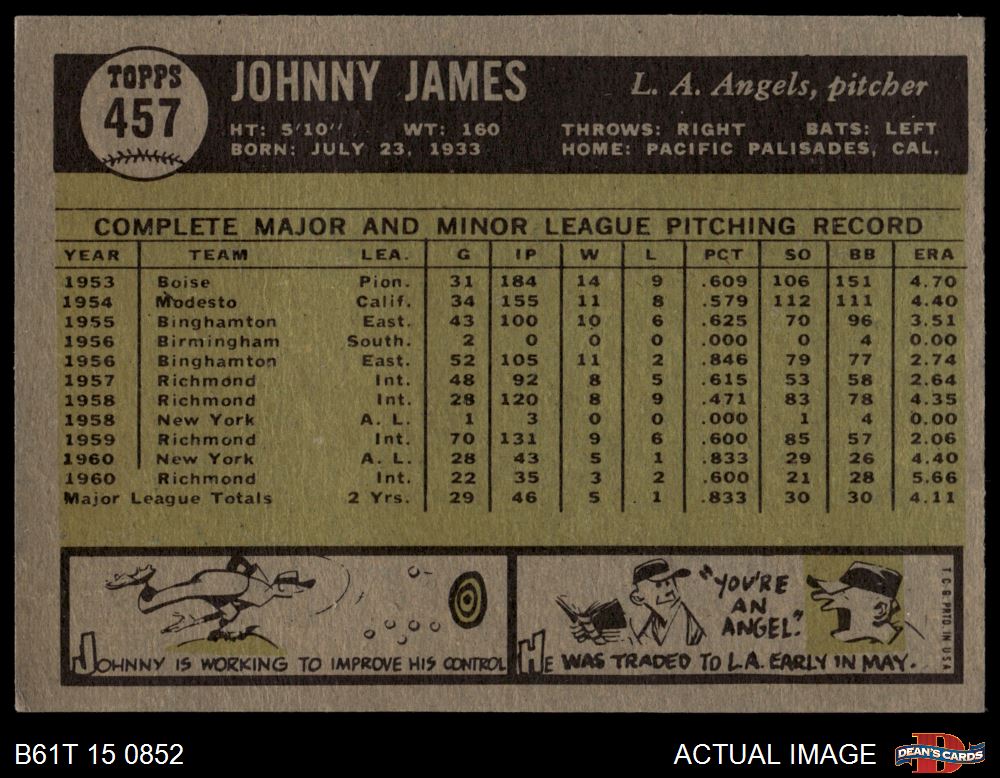 TOPPS
457
JOHNNY JAMES
L. A. Angels, pitcher
HT: 5'10'' WT: 160 THROWS: RIGHT BATS: LEFT
BORN: JULY 23, 1933 HOME: PACIFIC PALISADES, CAL.
COMPLETE MAJOR AND MINOR LEAGUE PITCHING RECORD
YEAR TEAM LEA. G IP W L PCT SO BB ERA
1953 Boise Pion. 31 184 14 9 .609 106 151 4.70
1954 Modesto Calif. 34 155 11 8 .579 112 111 4.40
1955 Binghamton East. 43 100 10 6 .625 70 96 3.51
1956 Birmingham South. 2 0 0 0 .000 0 4 0.00
1956 Binghamton East. 52 105 11 2 .846 79 77 2.74
1957 Richmond Int. 48 92 8 5 .615 53 58 2.64
1958 Richmond Int. 28 120 8 9 .471 83 78 4.35
1958 New York A. L. 1 3 0 0 .000 1 4 0.00
1959 Richmond Int. 70 131 9 6 .600 85 57 2.06
1960 New York A. L. 28 43 5 1 .833 29 26 4.40
1960 Richmond Int. 22 35 3 2 .600 21 28 5.66
Major League Totals 2 Yrs. 29 46 5 1 .833 30 30 4.11
JOHNNY IS WORKING TO IMPROVE HIS CONTROL
"YOU'RE
AN
ANGEL."
HE WAS TRADED TO L.A. EARLY IN MAY.
T.C.G. PRTD IN U.S.A.
B61T 15 0852
ACTUAL IMAGE
DEAN'S CARDS